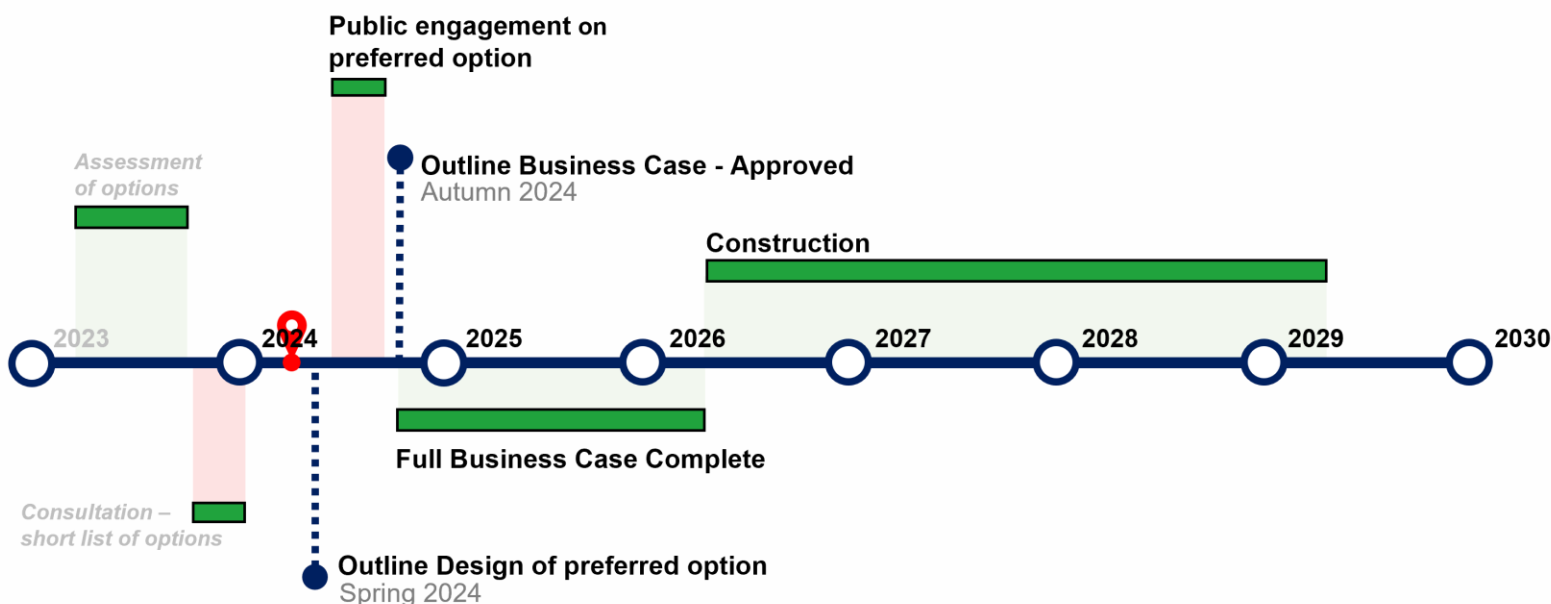 Public engagement on
preferred option
Assessment
of options
Outline Business Case - Approved
Autumn 2024
Construction
2023
2024
2025
2026
2027
2028
2029
2030
Full Business Case Complete
Consultation –
short list of options
Outline Design of preferred option
Spring 2024